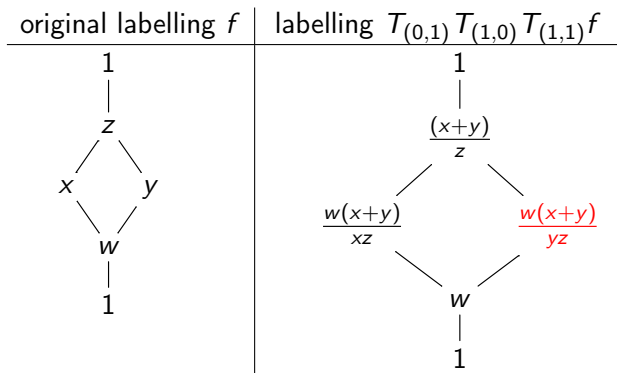 original labelling f
labelling T_{(0,1)} T_{(1,0)} T_{(1,1)} f
1
z
x y
w
1
1
(x+y)/z
w(x+y)/xz w(x+y)/yz
w
1